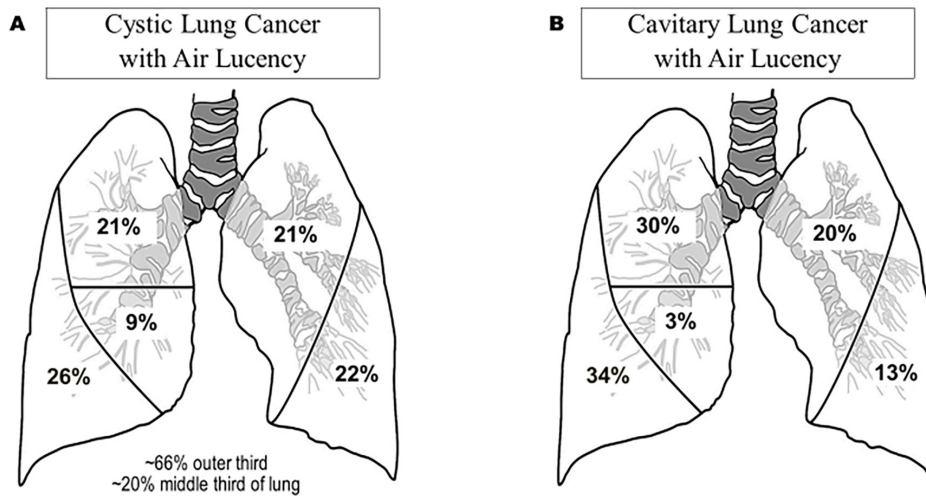 A
Cystic Lung Cancer
with Air Lucency
21%
21%
9%
26%
22%
~66% outer third
~20% middle third of lung
B
Cavitary Lung Cancer
with Air Lucency
30%
20%
3%
34%
13%